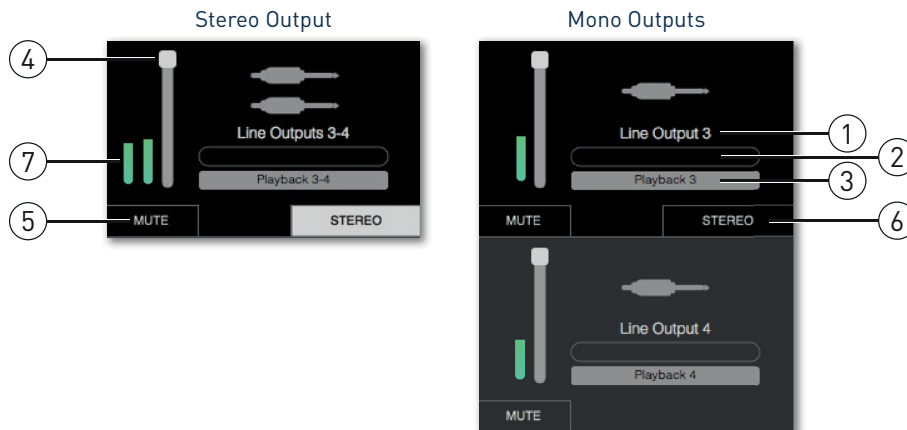 Stereo Output
4
Line Outputs 3-4
7
Playback 3-4
5
MUTE
STEREO
Mono Outputs
Line Output 3
1
2
Playback 3
3
MUTE
STEREO
6
Line Output 4
Playback 4
MUTE